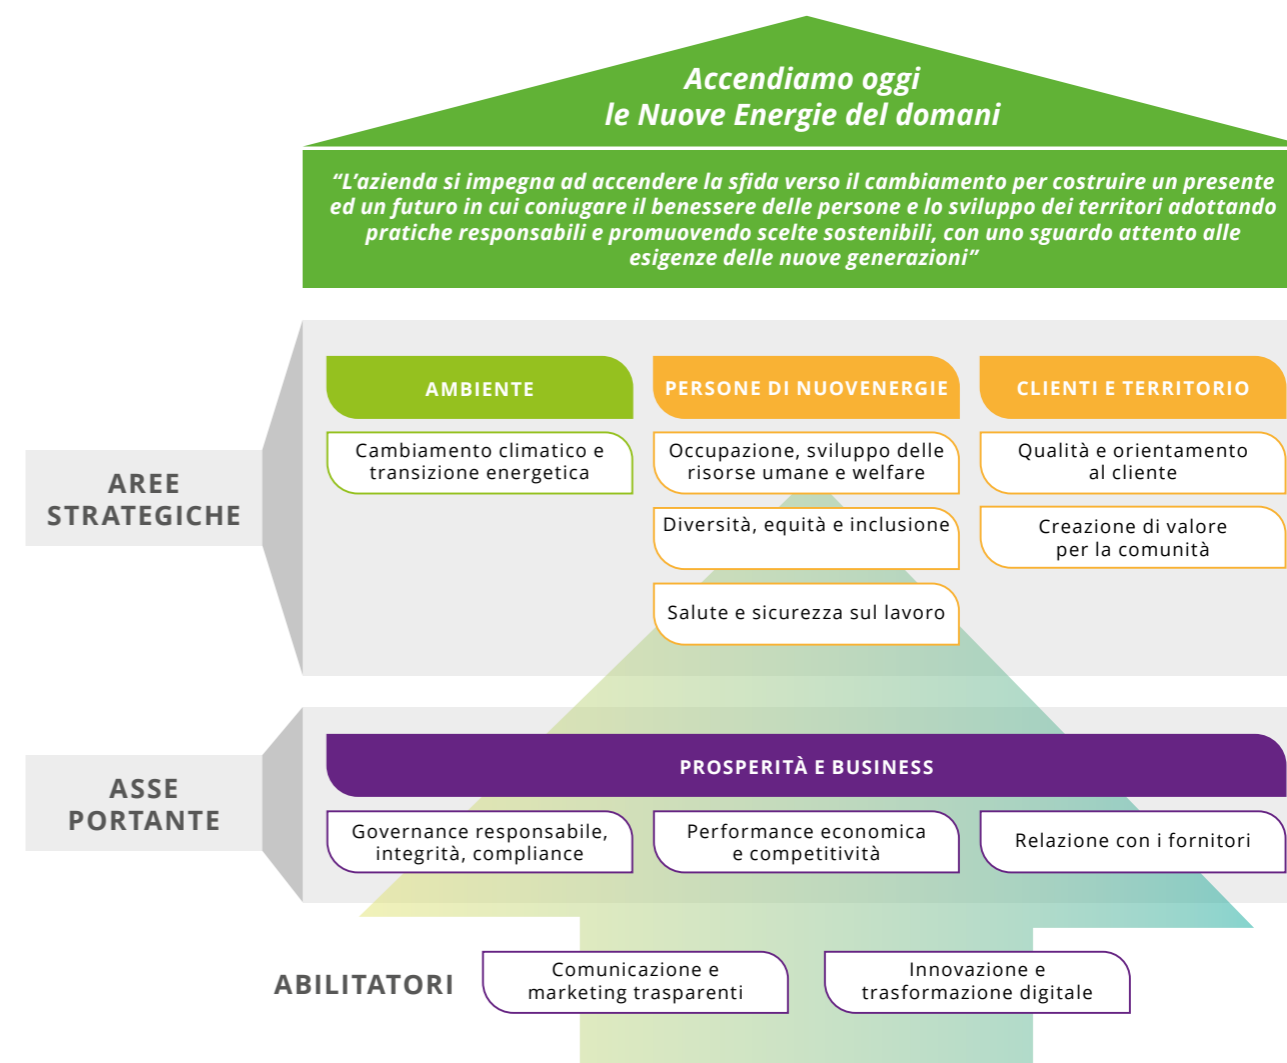 Accendiamo oggi
le Nuove Energie del domani
“L’azienda si impegna ad accendere la sfida verso il cambiamento per costruire un presente
ed un futuro in cui coniugare il benessere delle persone e lo sviluppo dei territori adottando
pratiche responsabili e promuovendo scelte sostenibili, con uno sguardo attento alle
esigenze delle nuove generazioni”
AREE
STRATEGICHE
AMBIENTE
Cambiamento climatico e
transizione energetica
PERSONE DI NUOVENERGIE
Occupazione, sviluppo delle
risorse umane e welfare
Diversità, equità e inclusione
Salute e sicurezza sul lavoro
CLIENTI E TERRITORIO
Qualità e orientamento
al cliente
Creazione di valore
per la comunità
ASSE
PORTANTE
PROSPERITÀ E BUSINESS
Governance responsabile,
integrità, compliance
Performance economica
e competitività
Relazione con i fornitori
ABILITATORI
Comunicazione e
marketing trasparenti
Innovazione e
trasformazione digitale